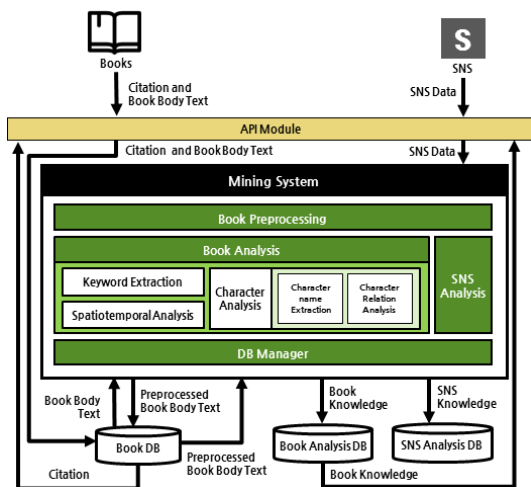 S
Books
SNS
Citation and
Book Body Text
SNS Data
API Module
Citation and Book Body Text
SNS Data
Mining System
Book Preprocessing
Book Analysis
Keyword Extraction
Spatiotemporal Analysis
Character
Analysis
Character
name
Extraction
Character
Relation
Analysis
SNS
Analysis
DB Manager
Book Body
Text
Preprocessed
Book Body Text
Book
Knowledge
SNS
Knowledge
Book DB
Preprocessed
Book Body Text
Book Analysis DB
SNS Analysis DB
Citation
Book Knowledge